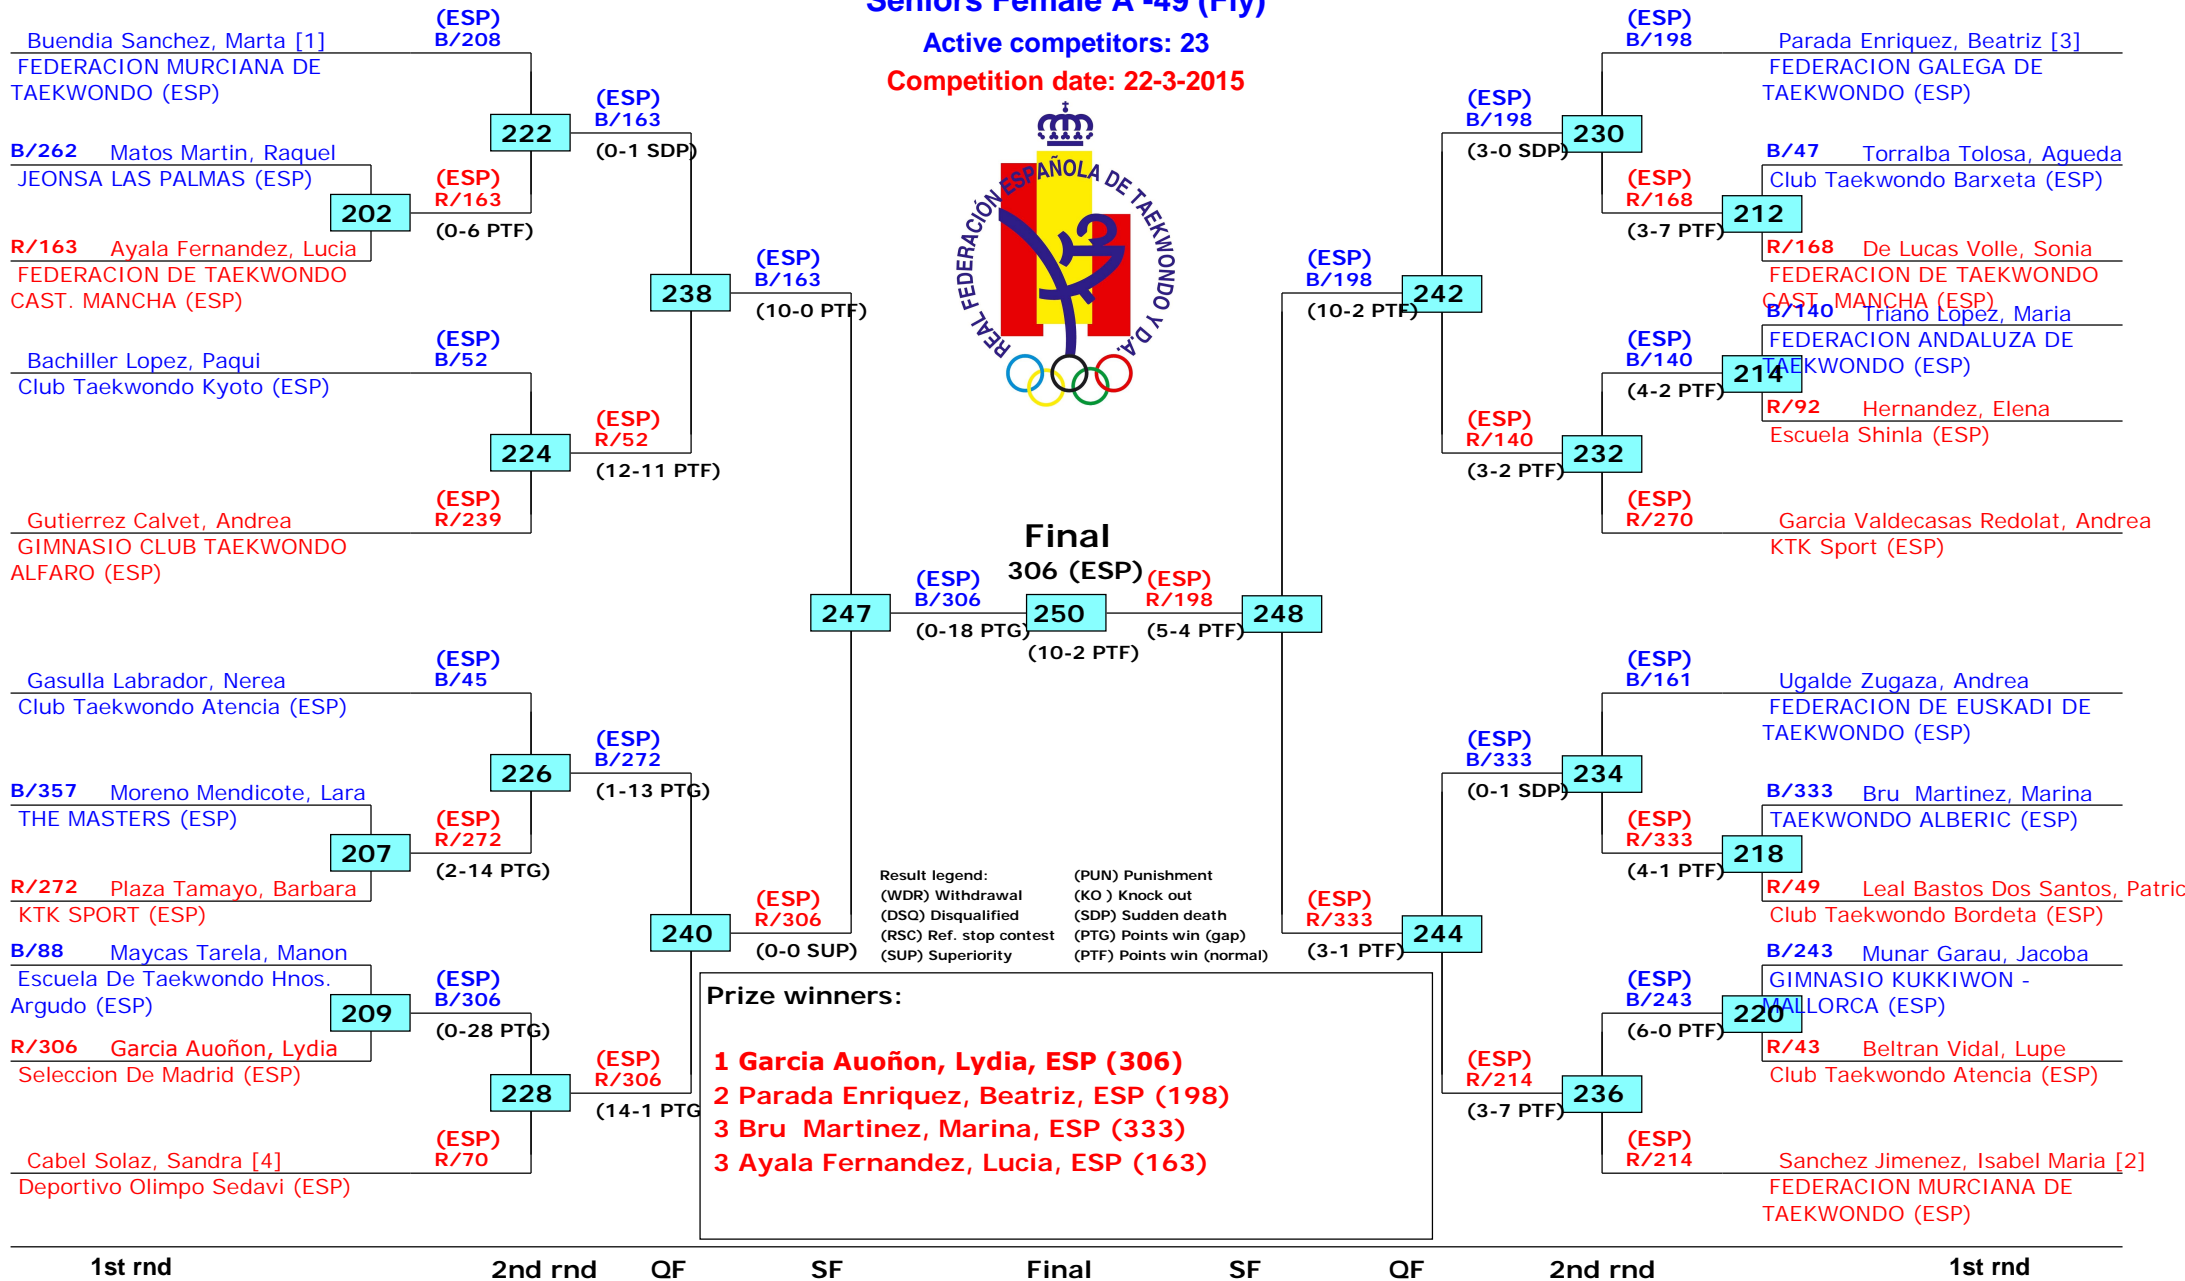 Seniors Female A -49 (Fly)
Active competitors: 23
Competition date: 22-3-2015
REAL FEDERACIÓN ESPAÑOLA DE TAEKWONDO Y D.A.
(ESP)
B/208
Buendia Sanchez, Marta [1]
FEDERACION MURCIANA DE
TAEKWONDO (ESP)
222
(ESP)
B/163
(0-1 SDP)
B/262 Matos Martin, Raquel
JEONSA LAS PALMAS (ESP)
202
(ESP)
R/163
(0-6 PTF)
R/163 Ayala Fernandez, Lucia
FEDERACION DE TAEKWONDO
CAST. MANCHA (ESP)
238
(ESP)
B/163
(10-0 PTF)
(ESP)
B/52
Bachiller Lopez, Paqui
Club Taekwondo Kyoto (ESP)
224
(ESP)
R/52
(12-11 PTF)
(ESP)
R/239
Gutierrez Calvet, Andrea
GIMNASIO CLUB TAEKWONDO
ALFARO (ESP)
247
(ESP)
B/306
(0-18 PTG)
(ESP)
B/45
Gasulla Labrador, Nerea
Club Taekwondo Atencia (ESP)
226
(ESP)
B/272
(1-13 PTG)
B/357 Moreno Mendicote, Lara
THE MASTERS (ESP)
207
(ESP)
R/272
(2-14 PTG)
R/272 Plaza Tamayo, Barbara
KTK SPORT (ESP)
240
(ESP)
R/306
(0-0 SUP)
B/88 Maycas Tarela, Manon
Escuela De Taekwondo Hnos.
Argudo (ESP)
209
(ESP)
B/306
(0-28 PTG)
R/306 Garcia Auoñon, Lydia
Seleccion De Madrid (ESP)
228
(ESP)
R/306
(14-1 PTG
(ESP)
R/70
Cabel Solaz, Sandra [4]
Deportivo Olimpo Sedavi (ESP)
Final
306 (ESP)
250
(10-2 PTF)
(ESP)
R/198
(5-4 PTF)
248
(ESP)
B/198
Parada Enriquez, Beatriz [3]
FEDERACION GALEGA DE
TAEKWONDO (ESP)
(ESP)
B/198
(3-0 SDP)
230
B/47 Torralba Tolosa, Agueda
Club Taekwondo Barxeta (ESP)
(ESP)
R/168
(3-7 PTF)
212
R/168 De Lucas Volle, Sonia
FEDERACION DE TAEKWONDO
CAST. MANCHA (ESP)
(ESP)
B/198
(10-2 PTF)
242
B/140 Triano Lopez, Maria
FEDERACION ANDALUZA DE
TAEKWONDO (ESP)
(ESP)
B/140
(4-2 PTF)
214
R/92 Hernandez, Elena
Escuela Shinla (ESP)
(ESP)
R/140
(3-2 PTF)
232
(ESP)
R/270
Garcia Valdecasas Redolat, Andrea
KTK Sport (ESP)
(ESP)
B/161
Ugalde Zugaza, Andrea
FEDERACION DE EUSKADI DE
TAEKWONDO (ESP)
(ESP)
B/333
(0-1 SDP)
234
B/333 Bru Martinez, Marina
TAEKWONDO ALBERIC (ESP)
(ESP)
R/333
(4-1 PTF)
218
R/49 Leal Bastos Dos Santos, Patric
Club Taekwondo Bordeta (ESP)
(ESP)
R/333
(3-1 PTF)
244
B/243 Munar Garau, Jacoba
GIMNASIO KUKKIWON -
MALLORCA (ESP)
(ESP)
B/243
(6-0 PTF)
220
R/43 Beltran Vidal, Lupe
Club Taekwondo Atencia (ESP)
(ESP)
R/214
(3-7 PTF)
236
(ESP)
R/214
Sanchez Jimenez, Isabel Maria [2]
FEDERACION MURCIANA DE
TAEKWONDO (ESP)
Result legend: (PUN) Punishment
(WDR) Withdrawal (KO ) Knock out
(DSQ) Disqualified (SDP) Sudden death
(RSC) Ref. stop contest (PTG) Points win (gap)
(SUP) Superiority (PTF) Points win (normal)
Prize winners:
1 Garcia Auoñon, Lydia, ESP (306)
2 Parada Enriquez, Beatriz, ESP (198)
3 Bru Martinez, Marina, ESP (333)
3 Ayala Fernandez, Lucia, ESP (163)
1st rnd 2nd rnd QF SF Final SF QF 2nd rnd 1st rnd